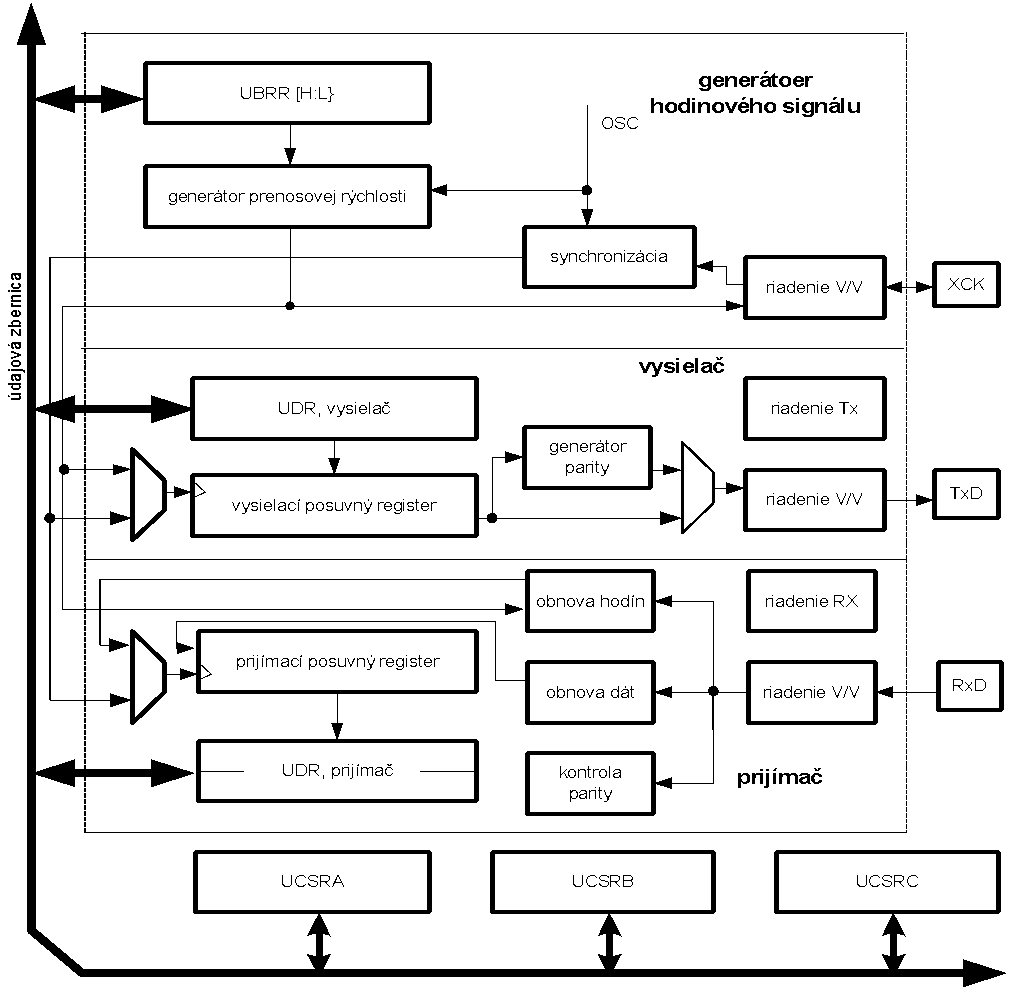 UBRR [H:L}
generátoer
hodinového signálu
OSC
generátor prenosovej rýchlosti
synchronizácia
riadenie V/V
XCK
údajová zbernica
vysielač
UDR, vysielač
riadenie Tx
generátor
parity
vysielací posuvný register
riadenie V/V
TxD
obnova hodín
riadenie RX
prijímací posuvný register
obnova dát
riadenie V/V
RxD
UDR, prijímač
kontrola
parity
prijímač
UCSRA
UCSRB
UCSRC